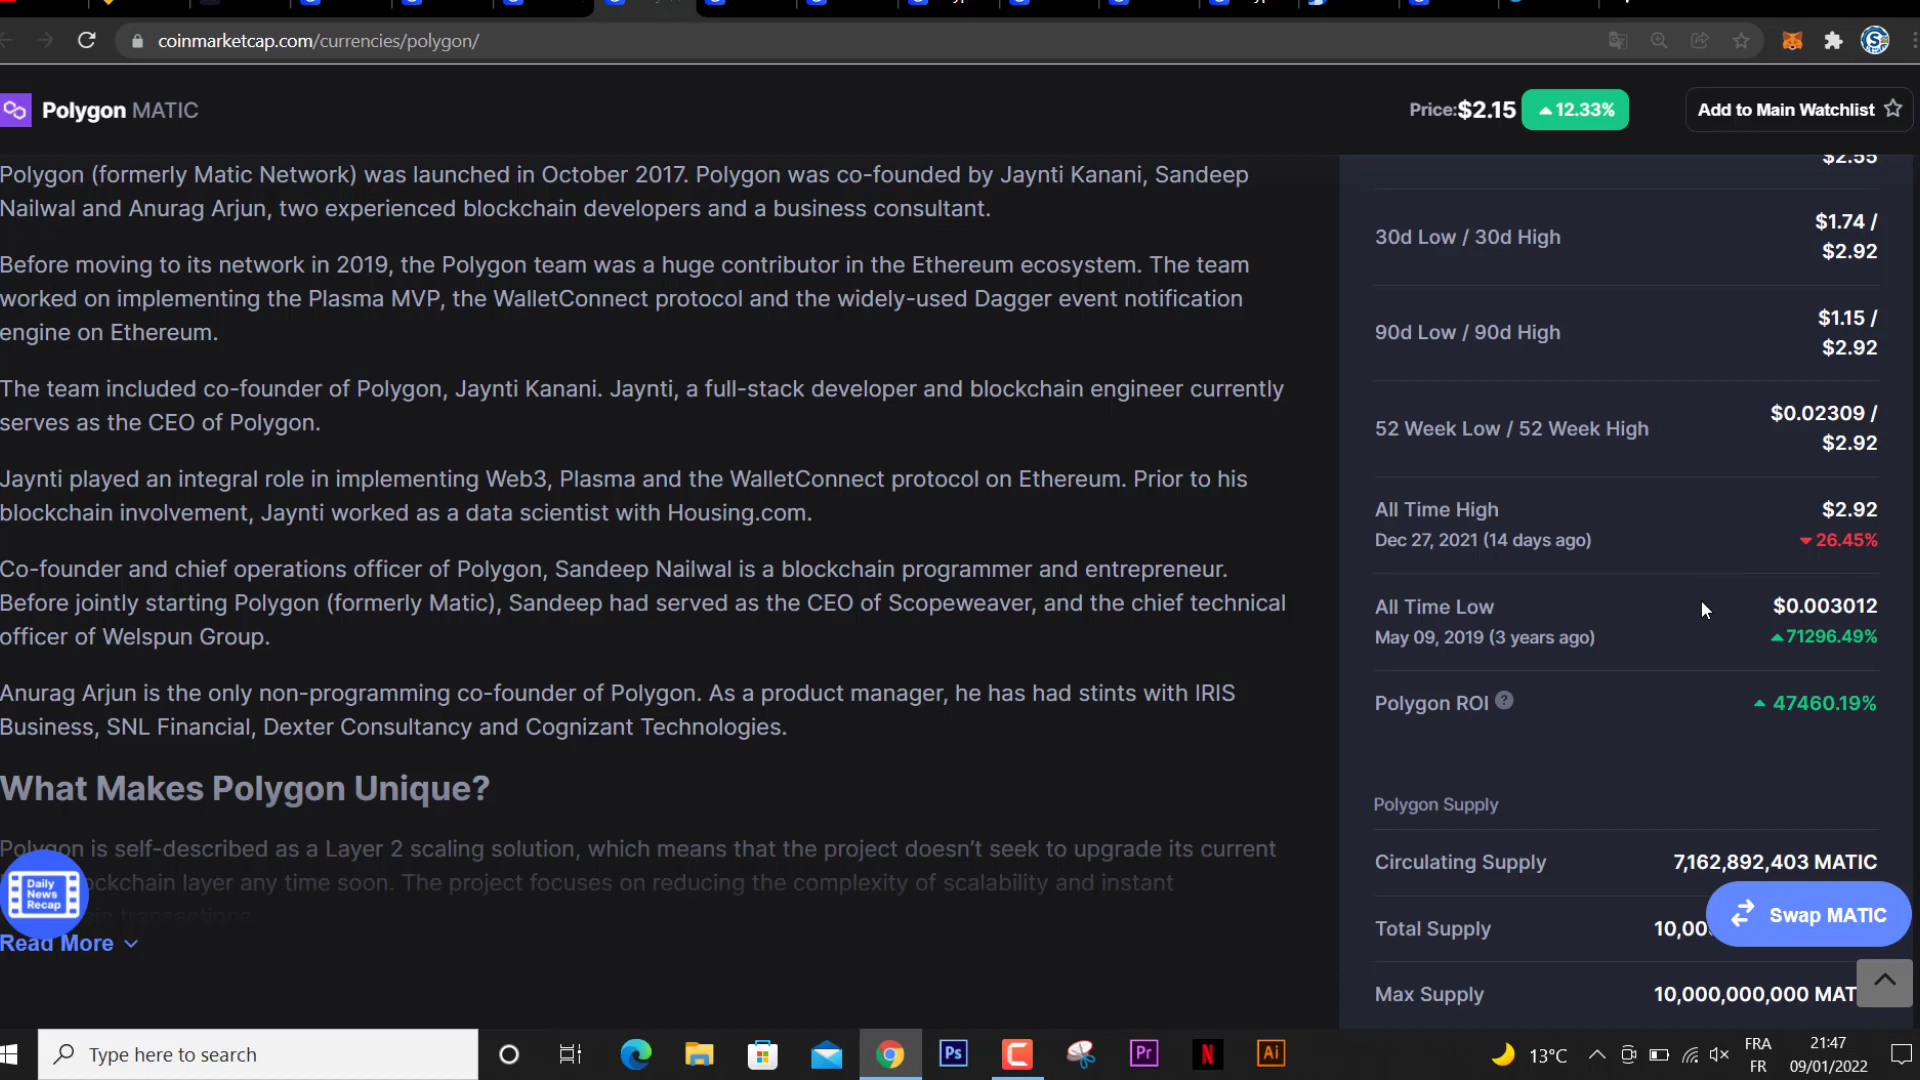 coinmarketcap.com/currencies/polygon/
Polygon MATIC
Price:$2.15 12.33%
Add to Main Watchlist
Polygon (formerly Matic Network) was launched in October 2017. Polygon was co-founded by Jaynti Kanani, Sandeep
Nailwal and Anurag Arjun, two experienced blockchain developers and a business consultant.
Before moving to its network in 2019, the Polygon team was a huge contributor in the Ethereum ecosystem. The team
worked on implementing the Plasma MVP, the WalletConnect protocol and the widely-used Dagger event notification
engine on Ethereum.
The team included co-founder of Polygon, Jaynti Kanani. Jaynti, a full-stack developer and blockchain engineer currently
serves as the CEO of Polygon.
Jaynti played an integral role in implementing Web3, Plasma and the WalletConnect protocol on Ethereum. Prior to his
blockchain involvement, Jaynti worked as a data scientist with Housing.com.
Co-founder and chief operations officer of Polygon, Sandeep Nailwal is a blockchain programmer and entrepreneur.
Before jointly starting Polygon (formerly Matic), Sandeep had served as the CEO of Scopeweaver, and the chief technical
officer of Welspun Group.
Anurag Arjun is the only non-programming co-founder of Polygon. As a product manager, he has had stints with IRIS
Business, SNL Financial, Dexter Consultancy and Cognizant Technologies.
What Makes Polygon Unique?
Polygon is self-described as a Layer 2 scaling solution, which means that the project doesn't seek to upgrade its current
ockchain layer any time soon. The project focuses on reducing the complexity of scalability and instant
transactions.
Daily
News
Recap
Read More
$2.55
30d Low / 30d High
$1.74 /
$2.92
90d Low / 90d High
$1.15 /
$2.92
52 Week Low / 52 Week High
$0.02309 /
$2.92
All Time High
$2.92
Dec 27, 2021 (14 days ago)
26.45%
All Time Low
$0.003012
May 09, 2019 (3 years ago)
71296.49%
Polygon ROI ?
47460.19%
Polygon Supply
Circulating Supply
7,162,892,403 MATIC
Swap MATIC
Total Supply
10,00
Max Supply
10,000,000,000 MAT
Type here to search
Ps
Pr
N
Ai
13°C
FRA
FR
21:47
09/01/2022